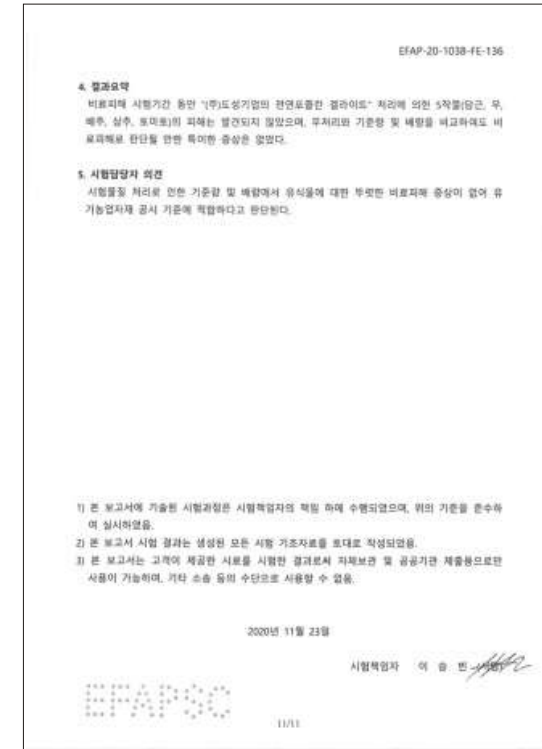 EFAP-20-1038-FE-136
4. 결과요약
비료피해 시험기간 동안 "(주)도성기업의 천연포졸란 결라이트" 처리에 의한 5작물(당근, 무,
배추, 상추, 토마토)의 피해는 발견되지 않았으며, 무처리와 기준량 및 배량을 비교하여도 비
료피해로 판단될 만한 특이한 증상은 없었다.
5. 시험담당자 의견
시험물질 처리로 인한 기준량 및 배량에서 유식물에 대한 뚜렷한 비료피해 증상이 없어 유
기농업자재 공시 기준에 적합하다고 판단된다.
1) 본 보고서에 기술된 시험과정은 시험책임자의 책임 하에 수행되었으며, 위의 기준을 준수하
여 실시하였음.
2) 본 보고서 시험 결과는 생성된 모든 시험 기초자료를 토대로 작성되었음.
3) 본 보고서는 고객이 제공한 시료를 시험한 결과로써 자체보관 및 공공기관 제출용으로만
사용이 가능하며, 기타 소송 등의 수단으로 사용할 수 없음.
2020년 11월 23일
시험책임자 이 승 빈
EFAPSC
11/11